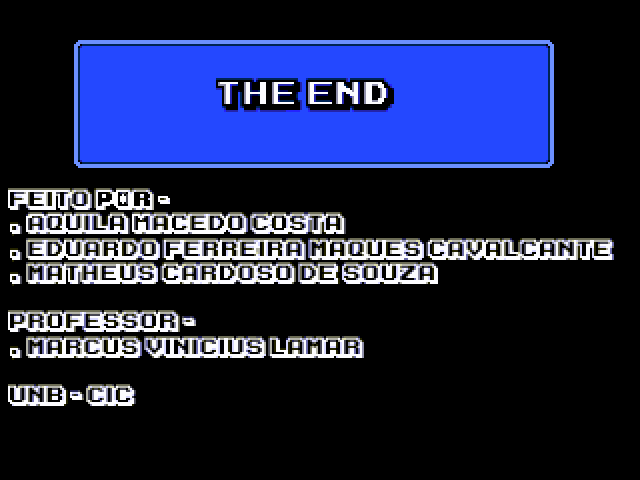 THE END
FEITO POR -
. AQUILA MACEDO COSTA
. EDUARDO FERREIRA MAQUES CAVALCANTE
. MATHEUS CARDOSO DE SOUZA
PROFESSOR -
. MARCUS VINICIUS LAMAR
UNB - CIC